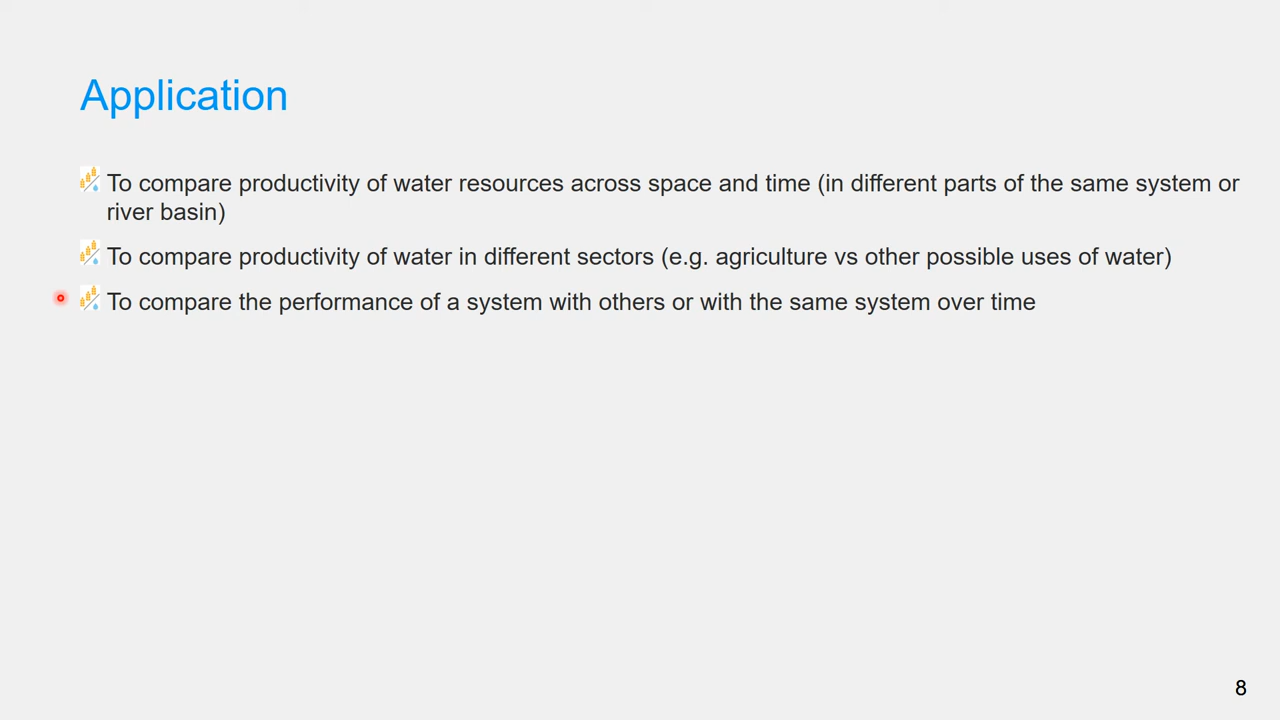 Application
To compare productivity of water resources across space and time (in different parts of the same system or
river basin)
To compare productivity of water in different sectors (e.g. agriculture vs other possible uses of water)
To compare the performance of a system with others or with the same system over time
8